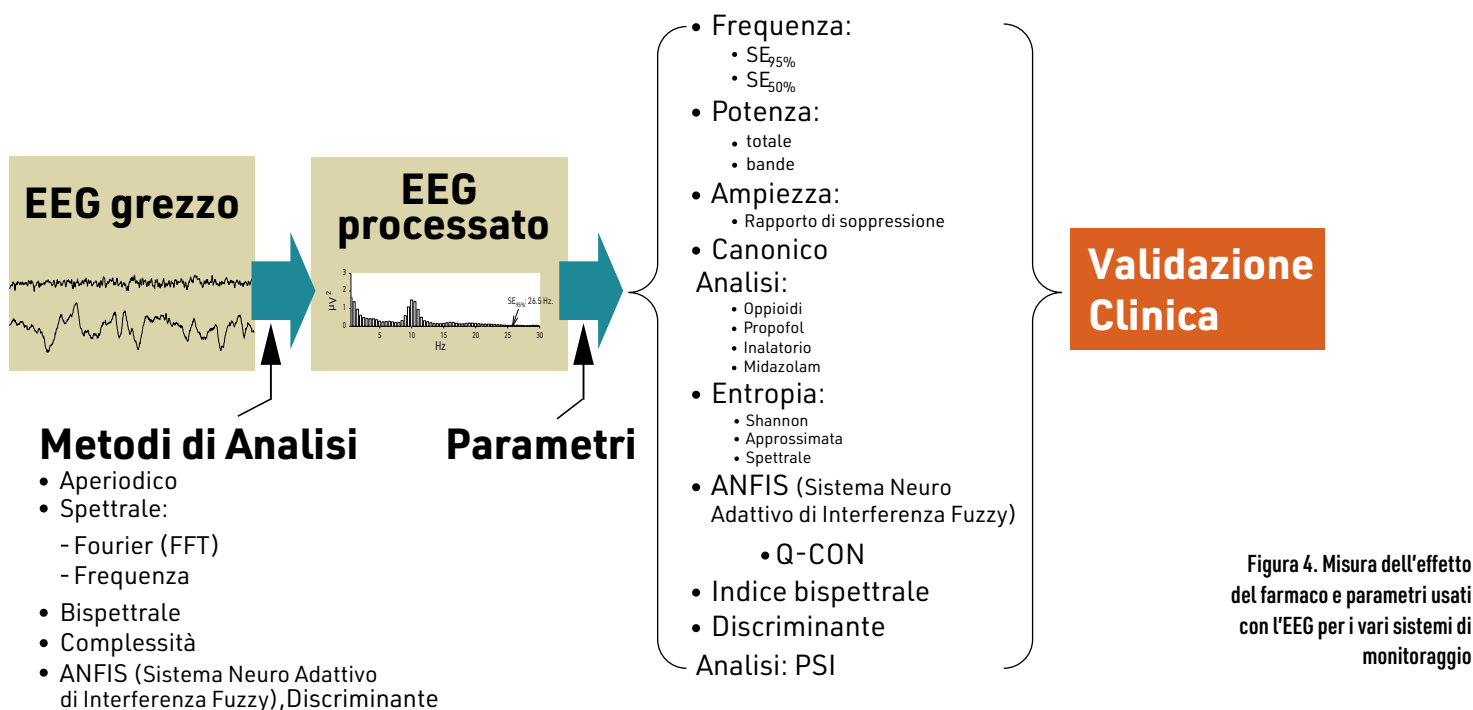 EEG grezzo
EEG
processato
3
2
1
0
µV²
SE95%: 26.5 Hz.
5 10 15 20 25 30
Hz
Metodi di Analisi
• Aperiodico
• Spettrale:
- Fourier (FFT)
- Frequenza
• Bispettrale
• Complessità
• ANFIS (Sistema Neuro Adattivo
di Interferenza Fuzzy),Discriminante
Parametri
• Frequenza:
• SE95%
• SE50%
• Potenza:
• totale
• bande
• Ampiezza:
• Rapporto di soppressione
• Canonico
Analisi:
• Oppioidi
• Propofol
• Inalatorio
• Midazolam
• Entropia:
• Shannon
• Approssimata
• Spettrale
• ANFIS (Sistema Neuro
Adattivo di Interferenza Fuzzy)
• Q-CON
• Indice bispettrale
• Discriminante
Analisi: PSI
Validazione
Clinica
Figura 4. Misura dell'effetto
del farmaco e parametri usati
con l'EEG per i vari sistemi di
monitoraggio